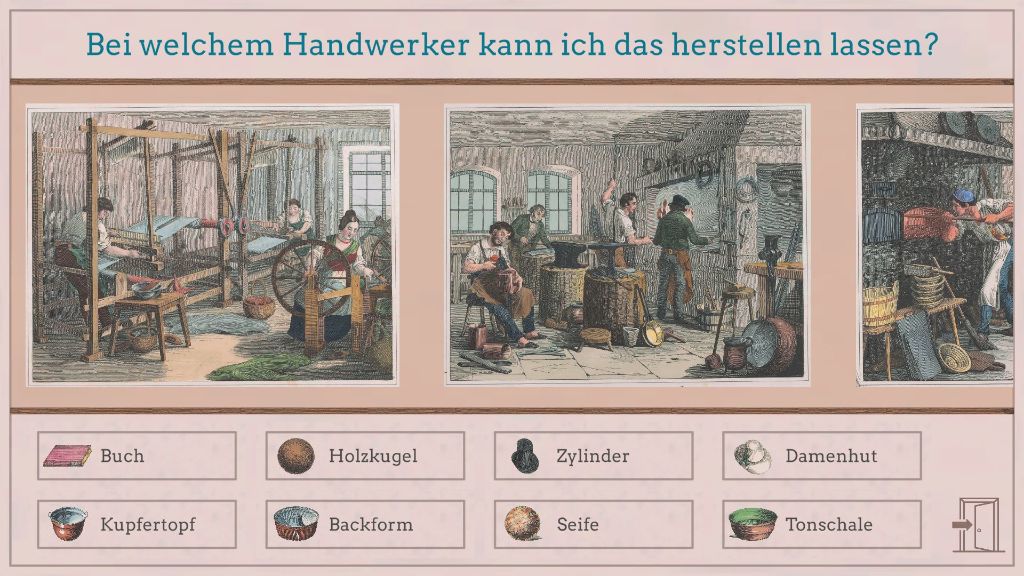 Bei welchem Handwerker kann ich das herstellen lassen?
Buch
Holzkugel
Zylinder
Damenhut
Kupfertopf
Backform
Seife
Tonschale